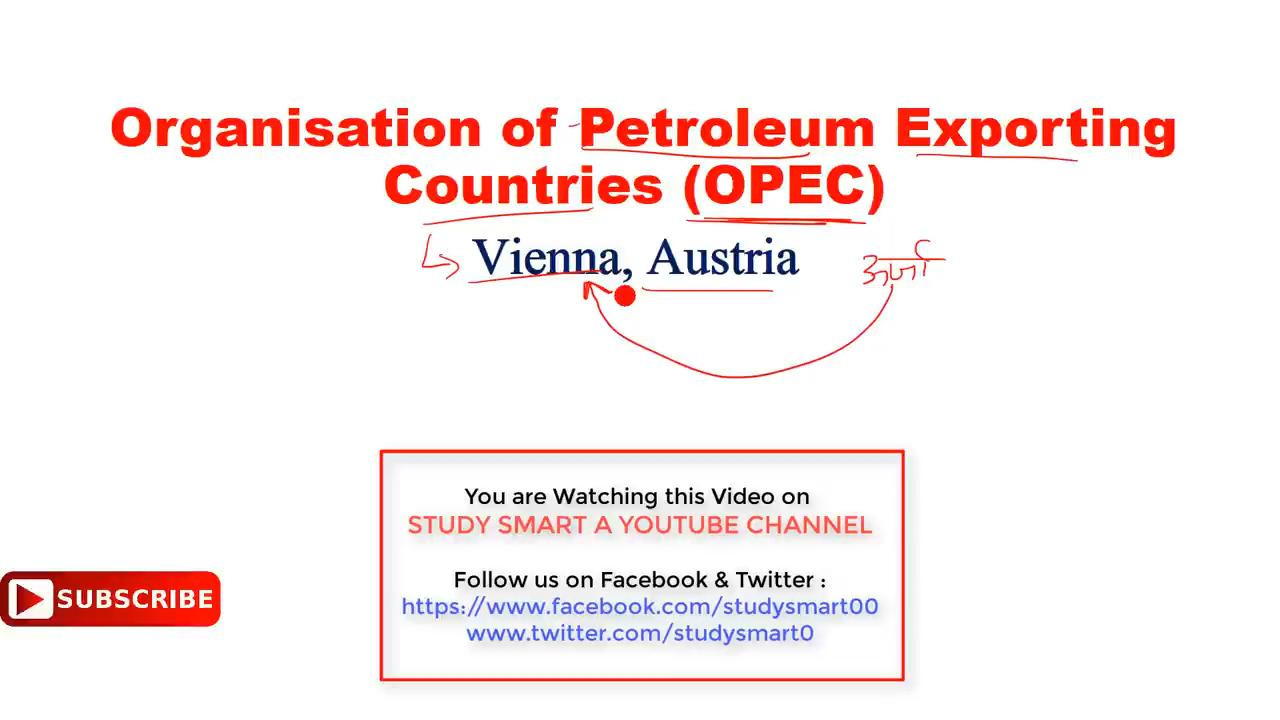 Organisation of Petroleum Exporting
Countries (OPEC)
Vienna, Austria
You are Watching this Video on
STUDY SMART A YOUTUBE CHANNEL
Follow us on Facebook & Twitter :
https://www.facebook.com/studysmart00
www.twitter.com/studysmart0
SUBSCRIBE